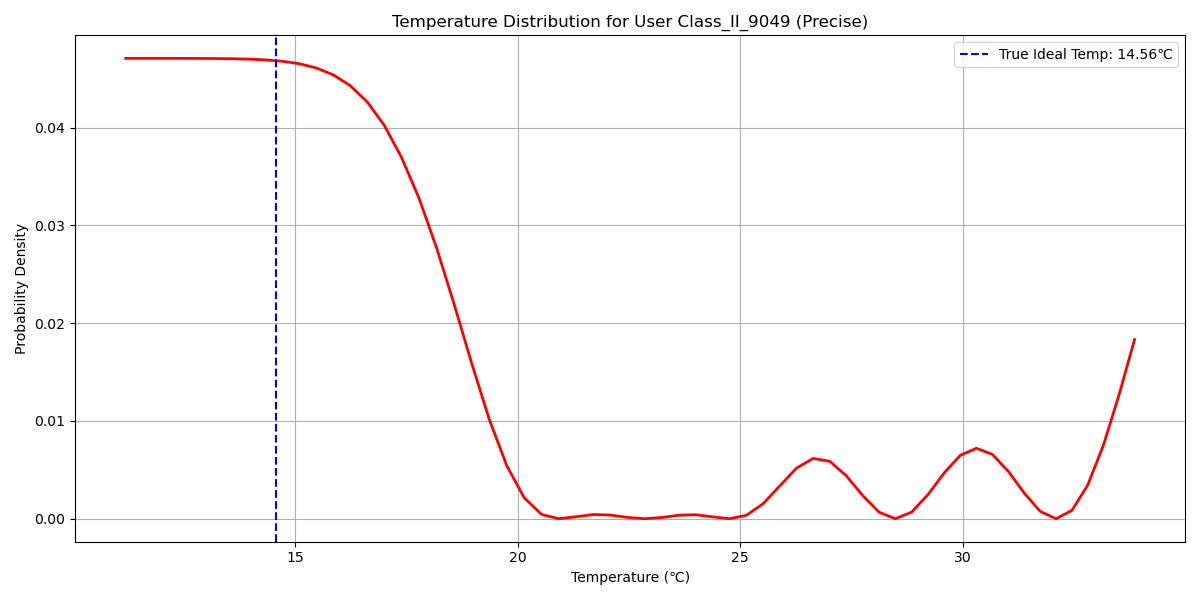 Temperature Distribution for User Class_II_9049 (Precise)
True Ideal Temp: 14.56℃
Probability Density
0.04
0.03
0.02
0.01
0.00
15 20 25 30
Temperature (℃)